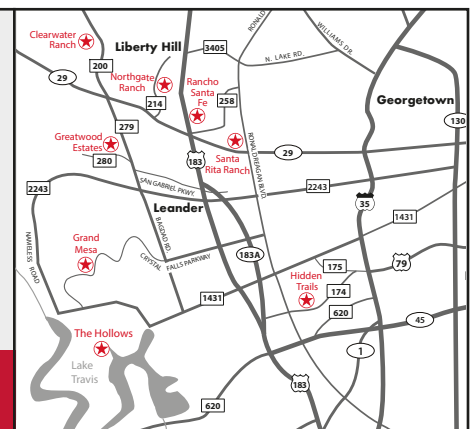 Clearwater
Ranch
Liberty Hill
RONALD
WILLIAMS DR.
3405
N. LAKE RD.
200
29
Northgate
Ranch
Rancho
Santa
Fe
214
258
Georgetown
130
279
Greatwood
Estates
280
183
Santa
Rita Ranch
RONALD REAGAN BLVD.
29
2243
SAN GABRIEL PKWY.
2243
35
Leander
1431
NAMELESS ROAD
BAGDAD RD.
Grand
Mesa
CRYSTAL FALLS PARKWAY
183A
175
79
Hidden
Trails
174
1431
620
45
The Hollows
Lake
Travis
1
183
620